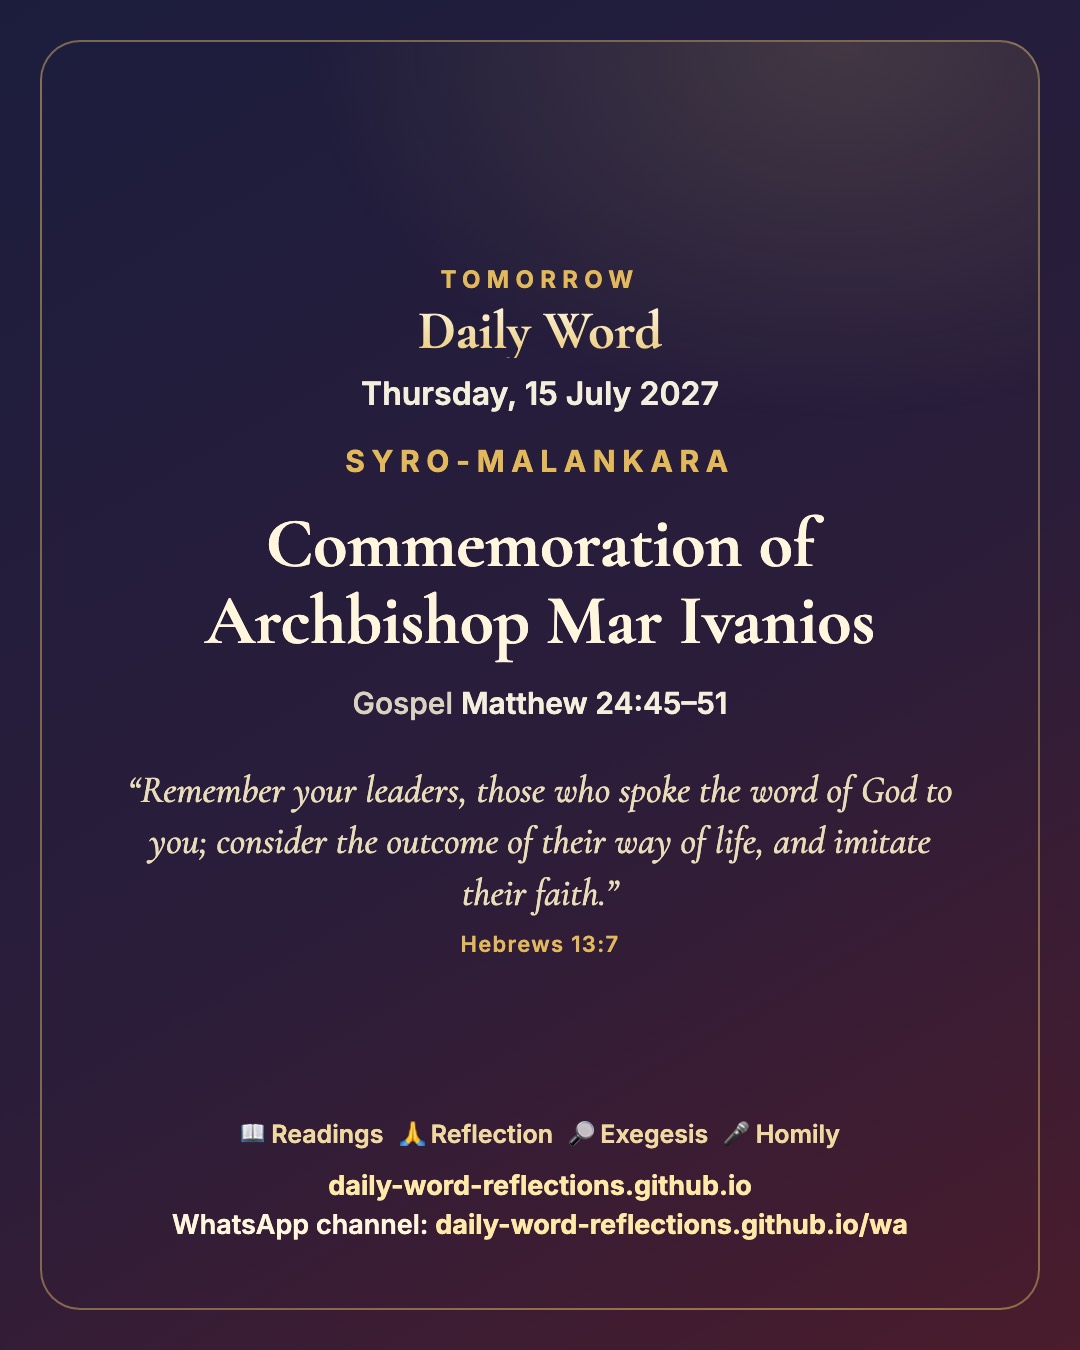 TOMORROW
Daily Word
Thursday, 15 July 2027
SYRO-MALANKARA
Commemoration of
Archbishop Mar Ivanios
Gospel Matthew 24:45–51
“Remember your leaders, those who spoke the word of God to
you; consider the outcome of their way of life, and imitate
their faith.”
Hebrews 13:7
📖 Readings 🙏 Reflection 🔎 Exegesis 🎤 Homily
daily-word-reflections.github.io
WhatsApp channel: daily-word-reflections.github.io/wa